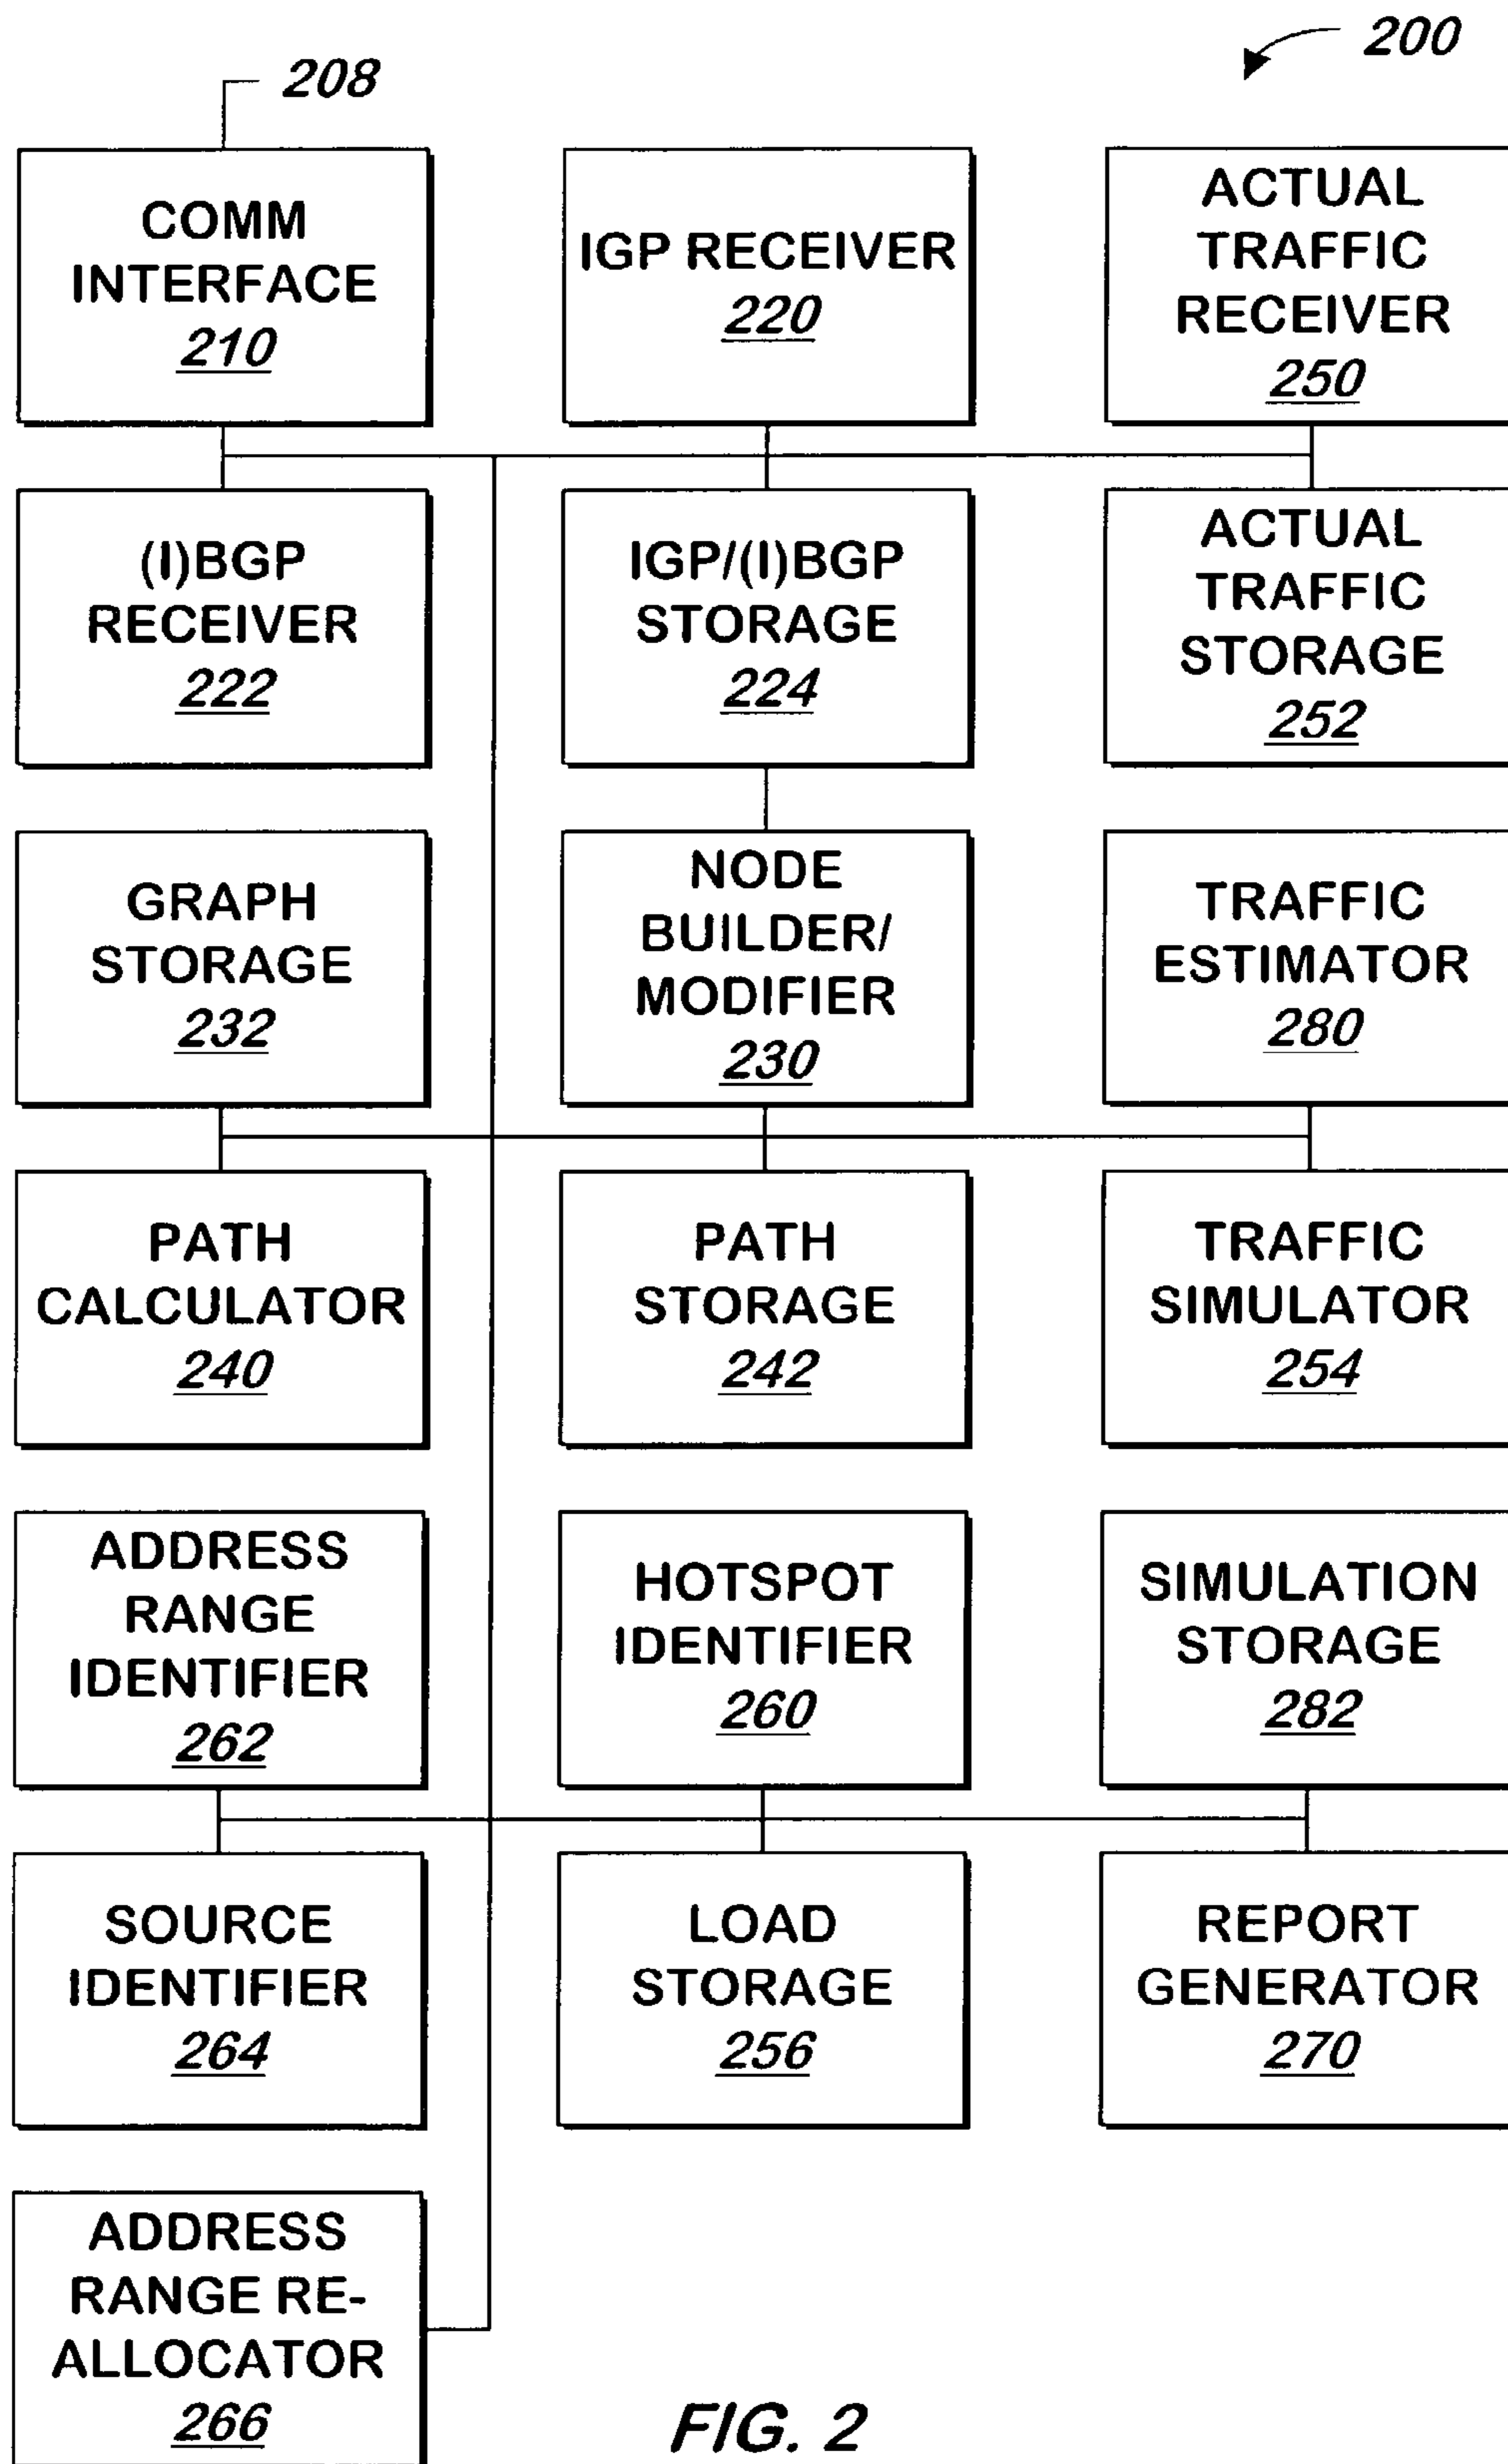 200
208
COMM
INTERFACE
210
IGP RECEIVER
220
ACTUAL
TRAFFIC
RECEIVER
250
(I)BGP
RECEIVER
222
IGP/(I)BGP
STORAGE
224
ACTUAL
TRAFFIC
STORAGE
252
GRAPH
STORAGE
232
NODE
BUILDER/
MODIFIER
230
TRAFFIC
ESTIMATOR
280
PATH
CALCULATOR
240
PATH
STORAGE
242
TRAFFIC
SIMULATOR
254
ADDRESS
RANGE
IDENTIFIER
262
HOTSPOT
IDENTIFIER
260
SIMULATION
STORAGE
282
SOURCE
IDENTIFIER
264
LOAD
STORAGE
256
REPORT
GENERATOR
270
ADDRESS
RANGE RE-
ALLOCATOR
266
FIG. 2